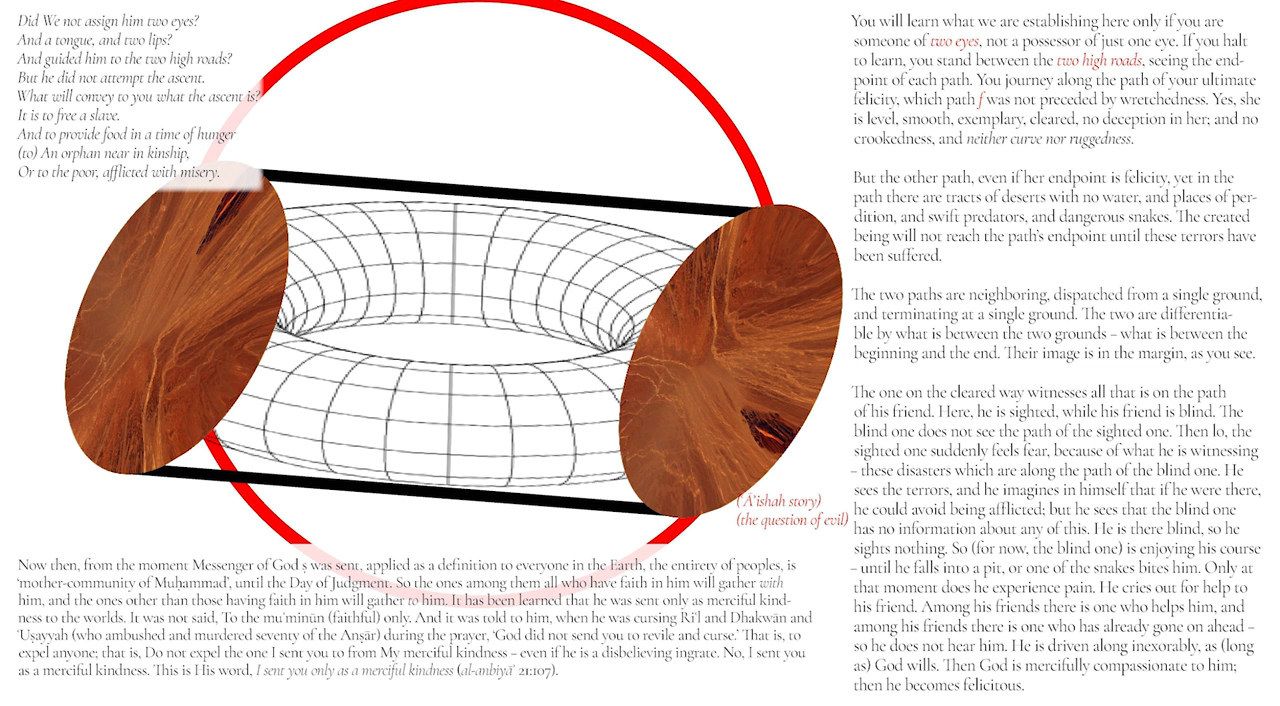 Did We not assign him two eyes?
And a tongue, and two lips?
And guided him to the two high roads?
But he did not attempt the ascent.
What will convey to you what the ascent is?
It is to free a slave.
And to provide food in a time of hunger
(to) An orphan near in kinship,
Or to the poor, afflicted with misery.
(ʿĀʾishah story)
(the question of evil)
Now then, from the moment Messenger of God ṣ was sent, applied as a definition to everyone in the Earth, the entirety of peoples, is
‘mother-community of Muḥammad’, until the Day of Judgment. So the ones among them all who have faith in him will gather with
him, and the ones other than those having faith in him will gather to him. It has been learned that he was sent only as merciful kind-
ness to the worlds. It was not said, To the muʾminūn (faithful) only. And it was told to him, when he was cursing Riʿl and Dhakwān and
ʿUṣayyah (who ambushed and murdered seventy of the Anṣār) during the prayer, ‘God did not send you to revile and curse.’ That is, to
expel anyone; that is, Do not expel the one I sent you to from My merciful kindness – even if he is a disbelieving ingrate. No, I sent you
as a merciful kindness. This is His word, I sent you only as a merciful kindness (al-anbiyāʾ 21:107).
You will learn what we are establishing here only if you are
someone of two eyes, not a possessor of just one eye. If you halt
to learn, you stand between the two high roads, seeing the end-
point of each path. You journey along the path of your ultimate
felicity, which path f was not preceded by wretchedness. Yes, she
is level, smooth, exemplary, cleared, no deception in her; and no
crookedness, and neither curve nor ruggedness.
But the other path, even if her endpoint is felicity, yet in the
path there are tracts of deserts with no water, and places of per-
dition, and swift predators, and dangerous snakes. The created
being will not reach the path’s endpoint until these terrors have
been suffered.
The two paths are neighboring, dispatched from a single ground,
and terminating at a single ground. The two are differentia-
ble by what is between the two grounds – what is between the
beginning and the end. Their image is in the margin, as you see.
The one on the cleared way witnesses all that is on the path
of his friend. Here, he is sighted, while his friend is blind. The
blind one does not see the path of the sighted one. Then lo, the
sighted one suddenly feels fear, because of what he is witnessing
– these disasters which are along the path of the blind one. He
sees the terrors, and he imagines in himself that if he were there,
he could avoid being afflicted; but he sees that the blind one
has no information about any of this. He is there blind, so he
sights nothing. So (for now, the blind one) is enjoying his course
– until he falls into a pit, or one of the snakes bites him. Only at
that moment does he experience pain. He cries out for help to
his friend. Among his friends there is one who helps him, and
among his friends there is one who has already gone on ahead –
so he does not hear him. He is driven along inexorably, as (long
as) God wills. Then God is mercifully compassionate to him;
then he becomes felicitous.